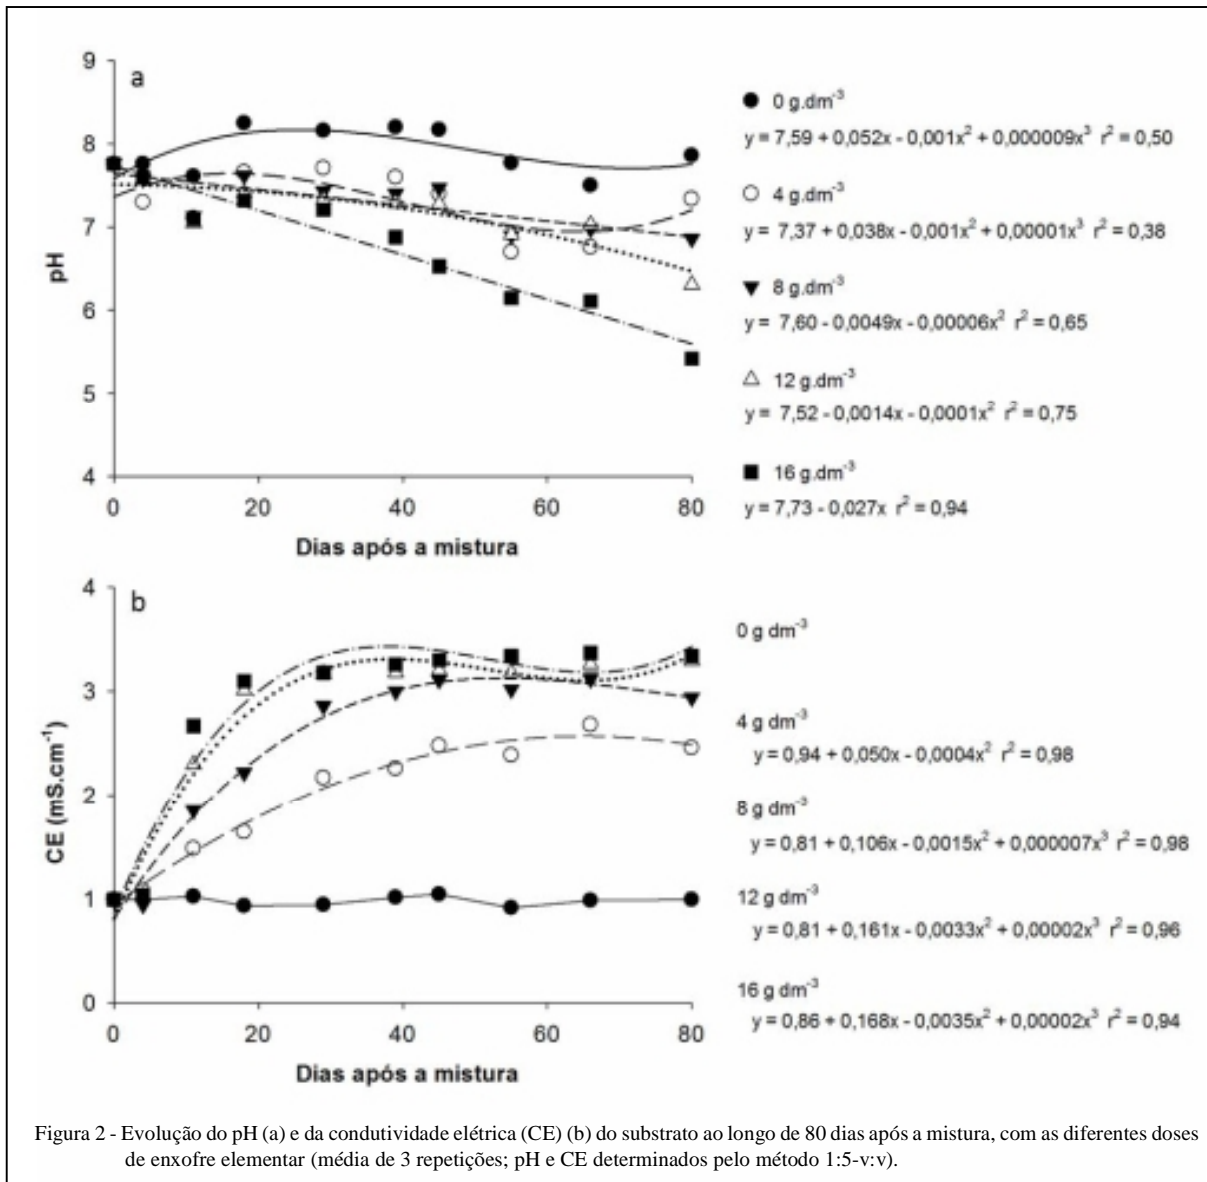 9
8
7
6
5
4
pH
a
0 20 40 60 80
Dias após a mistura
● 0 g.dm⁻³
y = 7,59 + 0,052x - 0,001x² + 0,000009x³ r² = 0,50
○ 4 g.dm⁻³
y = 7,37 + 0,038x - 0,001x² + 0,00001x³ r² = 0,38
▼ 8 g.dm⁻³
y = 7,60 - 0,0049x - 0,00006x² r² = 0,65
△ 12 g.dm⁻³
y = 7,52 - 0,0014x - 0,0001x² r² = 0,75
■ 16 g.dm⁻³
y = 7,73 - 0,027x r² = 0,94
4
3
2
1
0
CE (mS.cm⁻¹)
b
0 20 40 60 80
Dias após a mistura
0 g dm⁻³
4 g dm⁻³
y = 0,94 + 0,050x - 0,0004x² r² = 0,98
8 g dm⁻³
y = 0,81 + 0,106x - 0,0015x² + 0,000007x³ r² = 0,98
12 g dm⁻³
y = 0,81 + 0,161x - 0,0033x² + 0,00002x³ r² = 0,96
16 g dm⁻³
y = 0,86 + 0,168x - 0,0035x² + 0,00002x³ r² = 0,94
Figura 2 - Evolução do pH (a) e da condutividade elétrica (CE) (b) do substrato ao longo de 80 dias após a mistura, com as diferentes doses
de enxofre elementar (média de 3 repetições; pH e CE determinados pelo método 1:5-v:v).